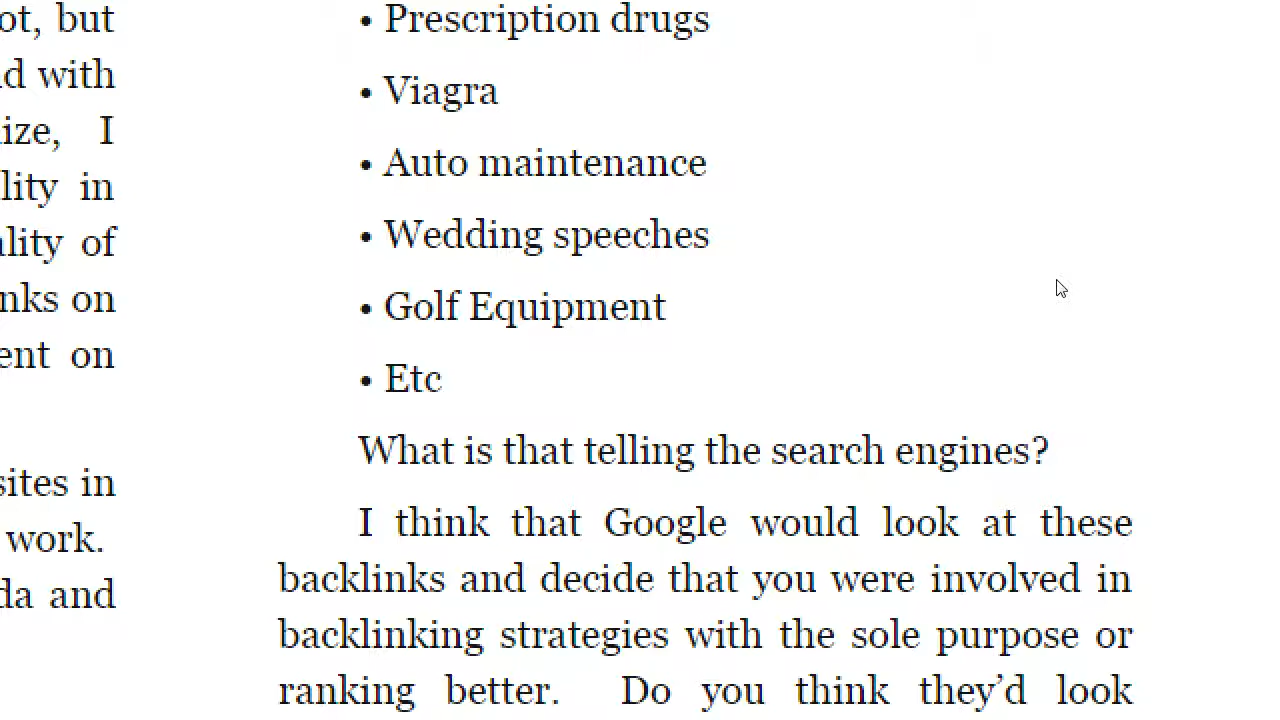 ot, but
d with
ize, I
lity in
lity of
nks on
ent on
sites in
work.
da and
• Prescription drugs
• Viagra
• Auto maintenance
• Wedding speeches
• Golf Equipment
• Etc
What is that telling the search engines?
I think that Google would look at these
backlinks and decide that you were involved in
backlinking strategies with the sole purpose or
ranking better. Do you think they’d look